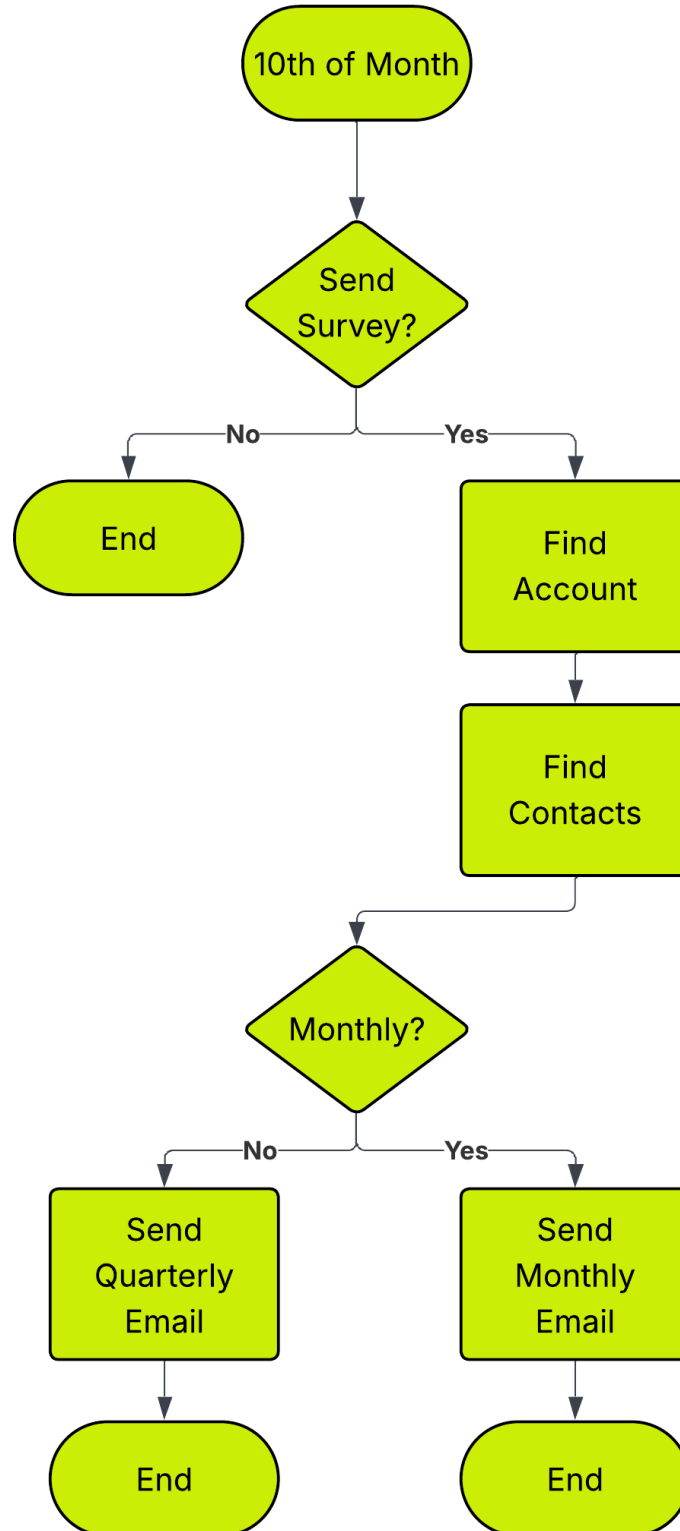 10th of Month
Send
Survey?
No
Yes
End
Find
Account
Find
Contacts
Monthly?
No
Yes
Send
Quarterly
Email
Send
Monthly
Email
End
End